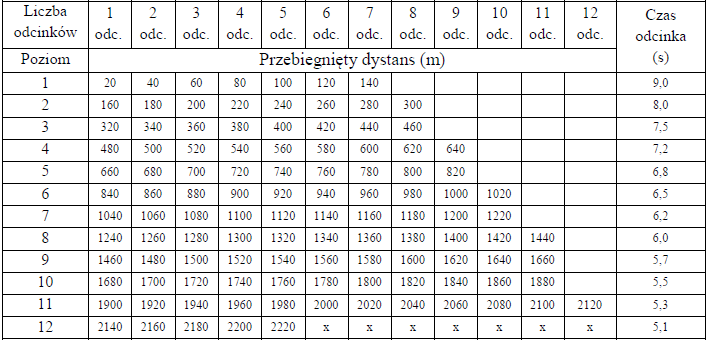 Liczba odcinków 1 odc. 2 odc. 3 odc. 4 odc. 5 odc. 6 odc. 7 odc. 8 odc. 9 odc. 10 odc. 11 odc. 12 odc. Czas odcinka (s)
Poziom Przebiegnięty dystans (m)
1 20 40 60 80 100 120 140 9,0
2 160 180 200 220 240 260 280 300 8,0
3 320 340 360 380 400 420 440 460 7,5
4 480 500 520 540 560 580 600 620 640 7,2
5 660 680 700 720 740 760 780 800 820 6,8
6 840 860 880 900 920 940 960 980 1000 1020 6,5
7 1040 1060 1080 1100 1120 1140 1160 1180 1200 1220 6,2
8 1240 1260 1280 1300 1320 1340 1360 1380 1400 1420 1440 6,0
9 1460 1480 1500 1520 1540 1560 1580 1600 1620 1640 1660 5,7
10 1680 1700 1720 1740 1760 1780 1800 1820 1840 1860 1880 5,5
11 1900 1920 1940 1960 1980 2000 2020 2040 2060 2080 2100 2120 5,3
12 2140 2160 2180 2200 2220 x x x x x x x 5,1